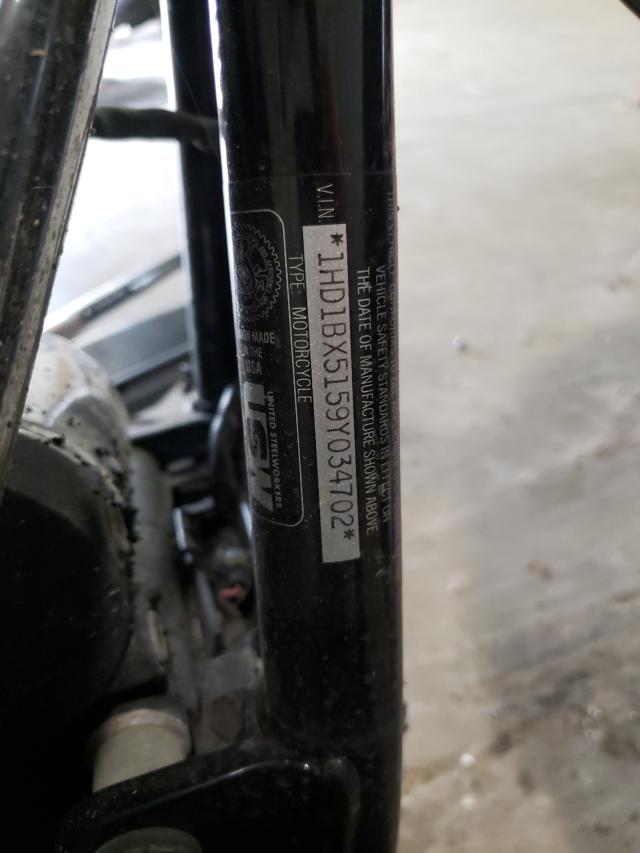 VEHICLE SAFETY STANDARDS IN EFFECT ON
THE DATE OF MANUFACTURE SHOWN ABOVE
V.I.N.
*1HD1BX5159Y034702*
TYPE: MOTORCYCLE
MADE
IN THE
USA
UNITED STEELWORKERS
USW